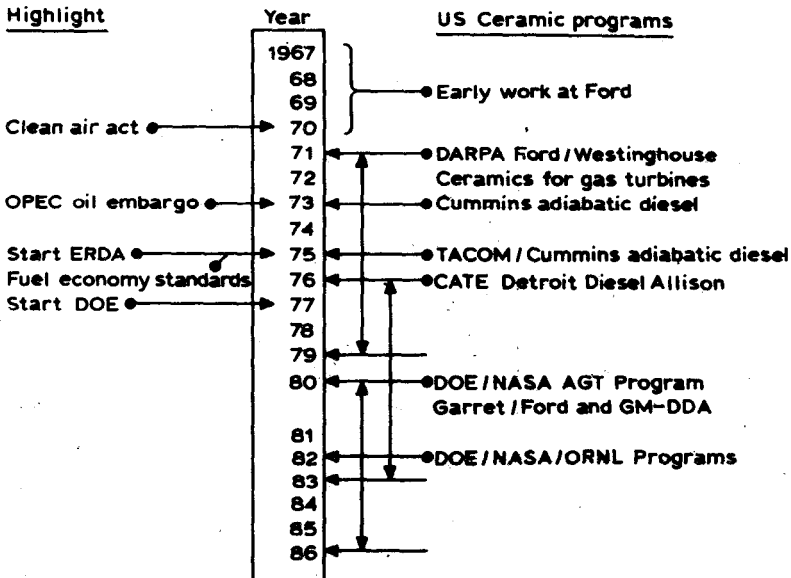 Highlight
Year
US Ceramic programs
1967
68
Early work at Ford
69
Clean air act
70
71
DARPA Ford/Westinghouse
72
Ceramics for gas turbines
OPEC oil embargo
73
Cummins adiabatic diesel
74
Start ERDA
75
TACOM/Cummins adiabatic diesel
Fuel economy standards
76
CATE Detroit Diesel Allison
Start DOE
77
78
79
80
DOE/NASA AGT Program
Garret/Ford and GM-DDA
81
82
DOE/NASA/ORNL Programs
83
84
85
86